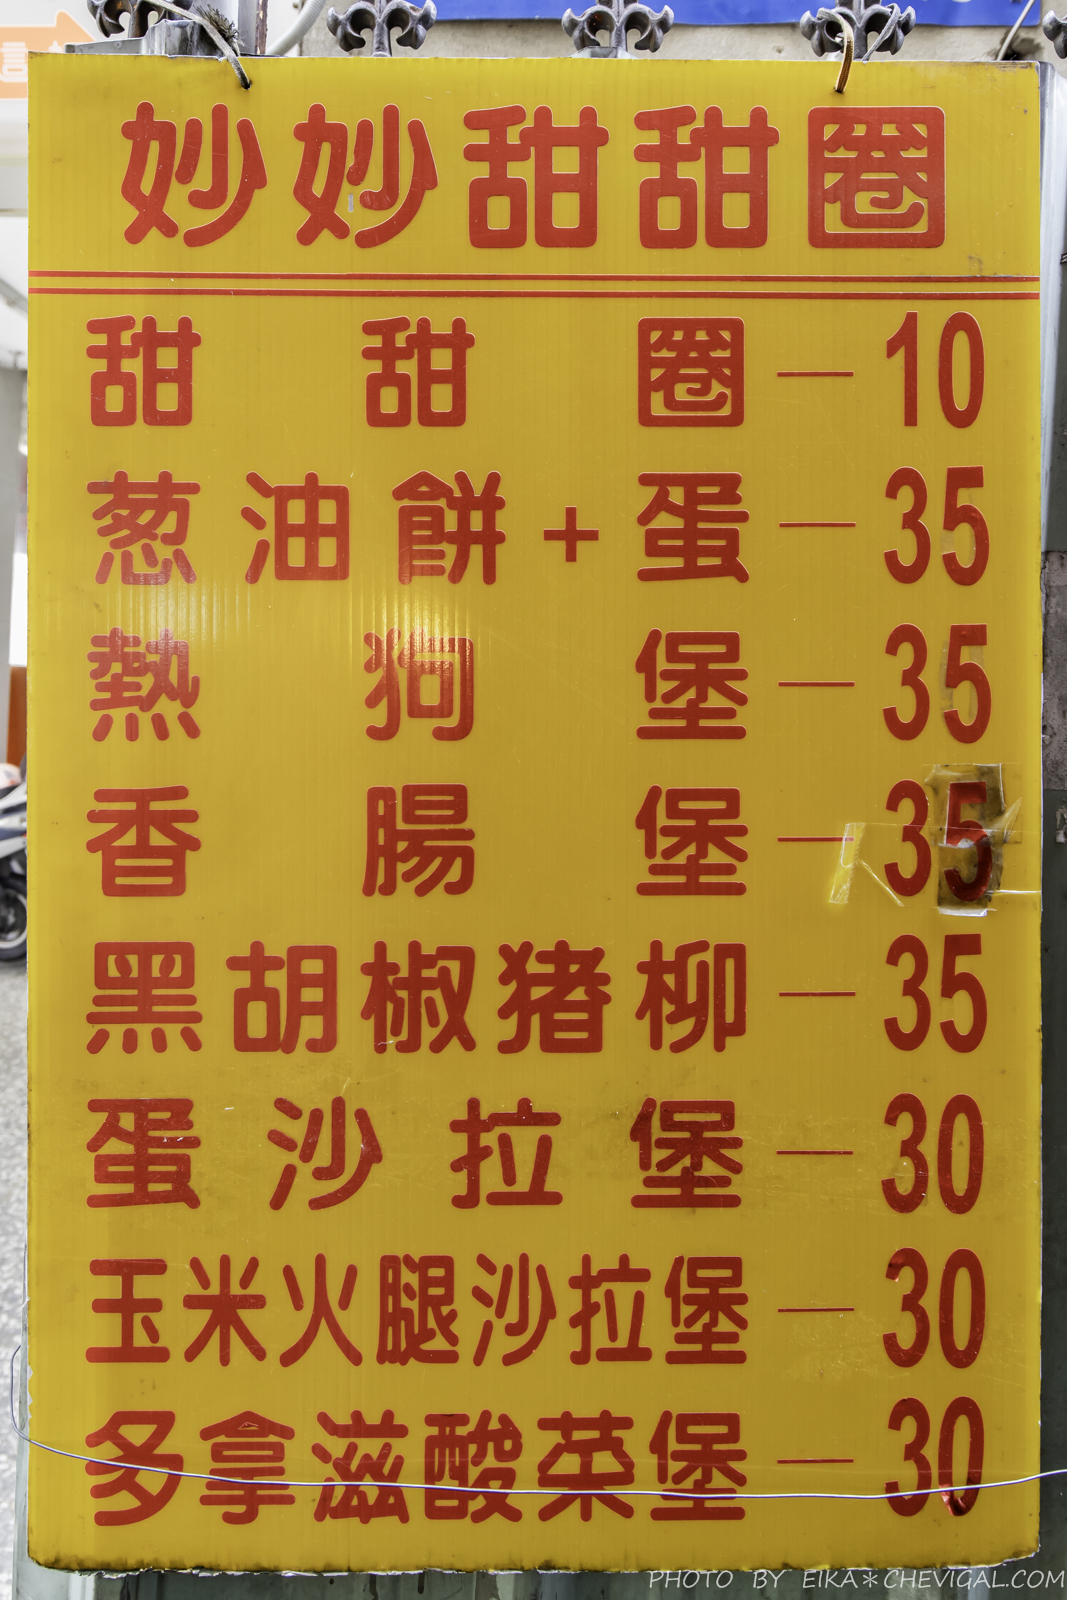 妙妙甜甜圈
甜甜圈—10
葱油餅+蛋—35
熱狗堡—35
香腸堡—35
黑胡椒猪柳—35
蛋沙拉堡—30
玉米火腿沙拉堡—30
多拿滋酸菜堡—30
PHOTO BY EIKA*CHEVIGAL.COM